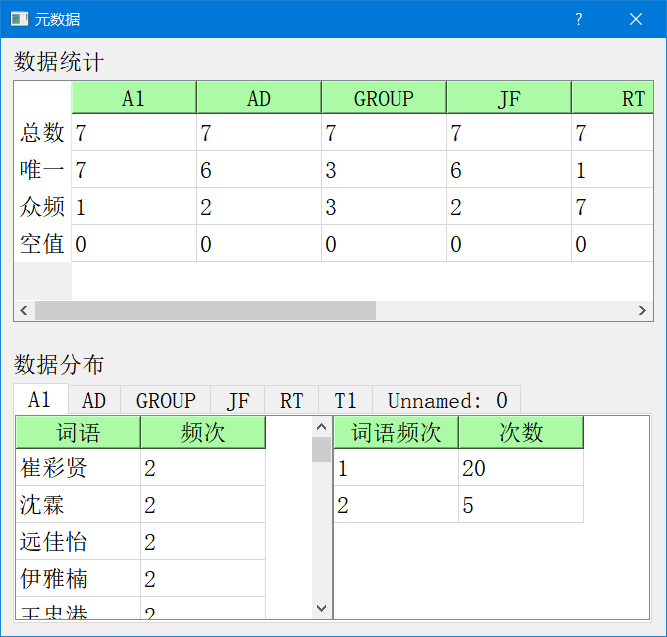 元数据
?
数据统计
A1 AD GROUP JF RT
总数 7 7 7 7 7
唯一 7 6 3 6 1
众频 1 2 3 2 7
空值 0 0 0 0 0
数据分布
A1 AD GROUP JF RT T1 Unnamed: 0
词语 频次 词语频次 次数
崔彩贤 2 1 20
沈霖 2 2 5
远佳怡 2
伊雅楠 2
王忠港 2